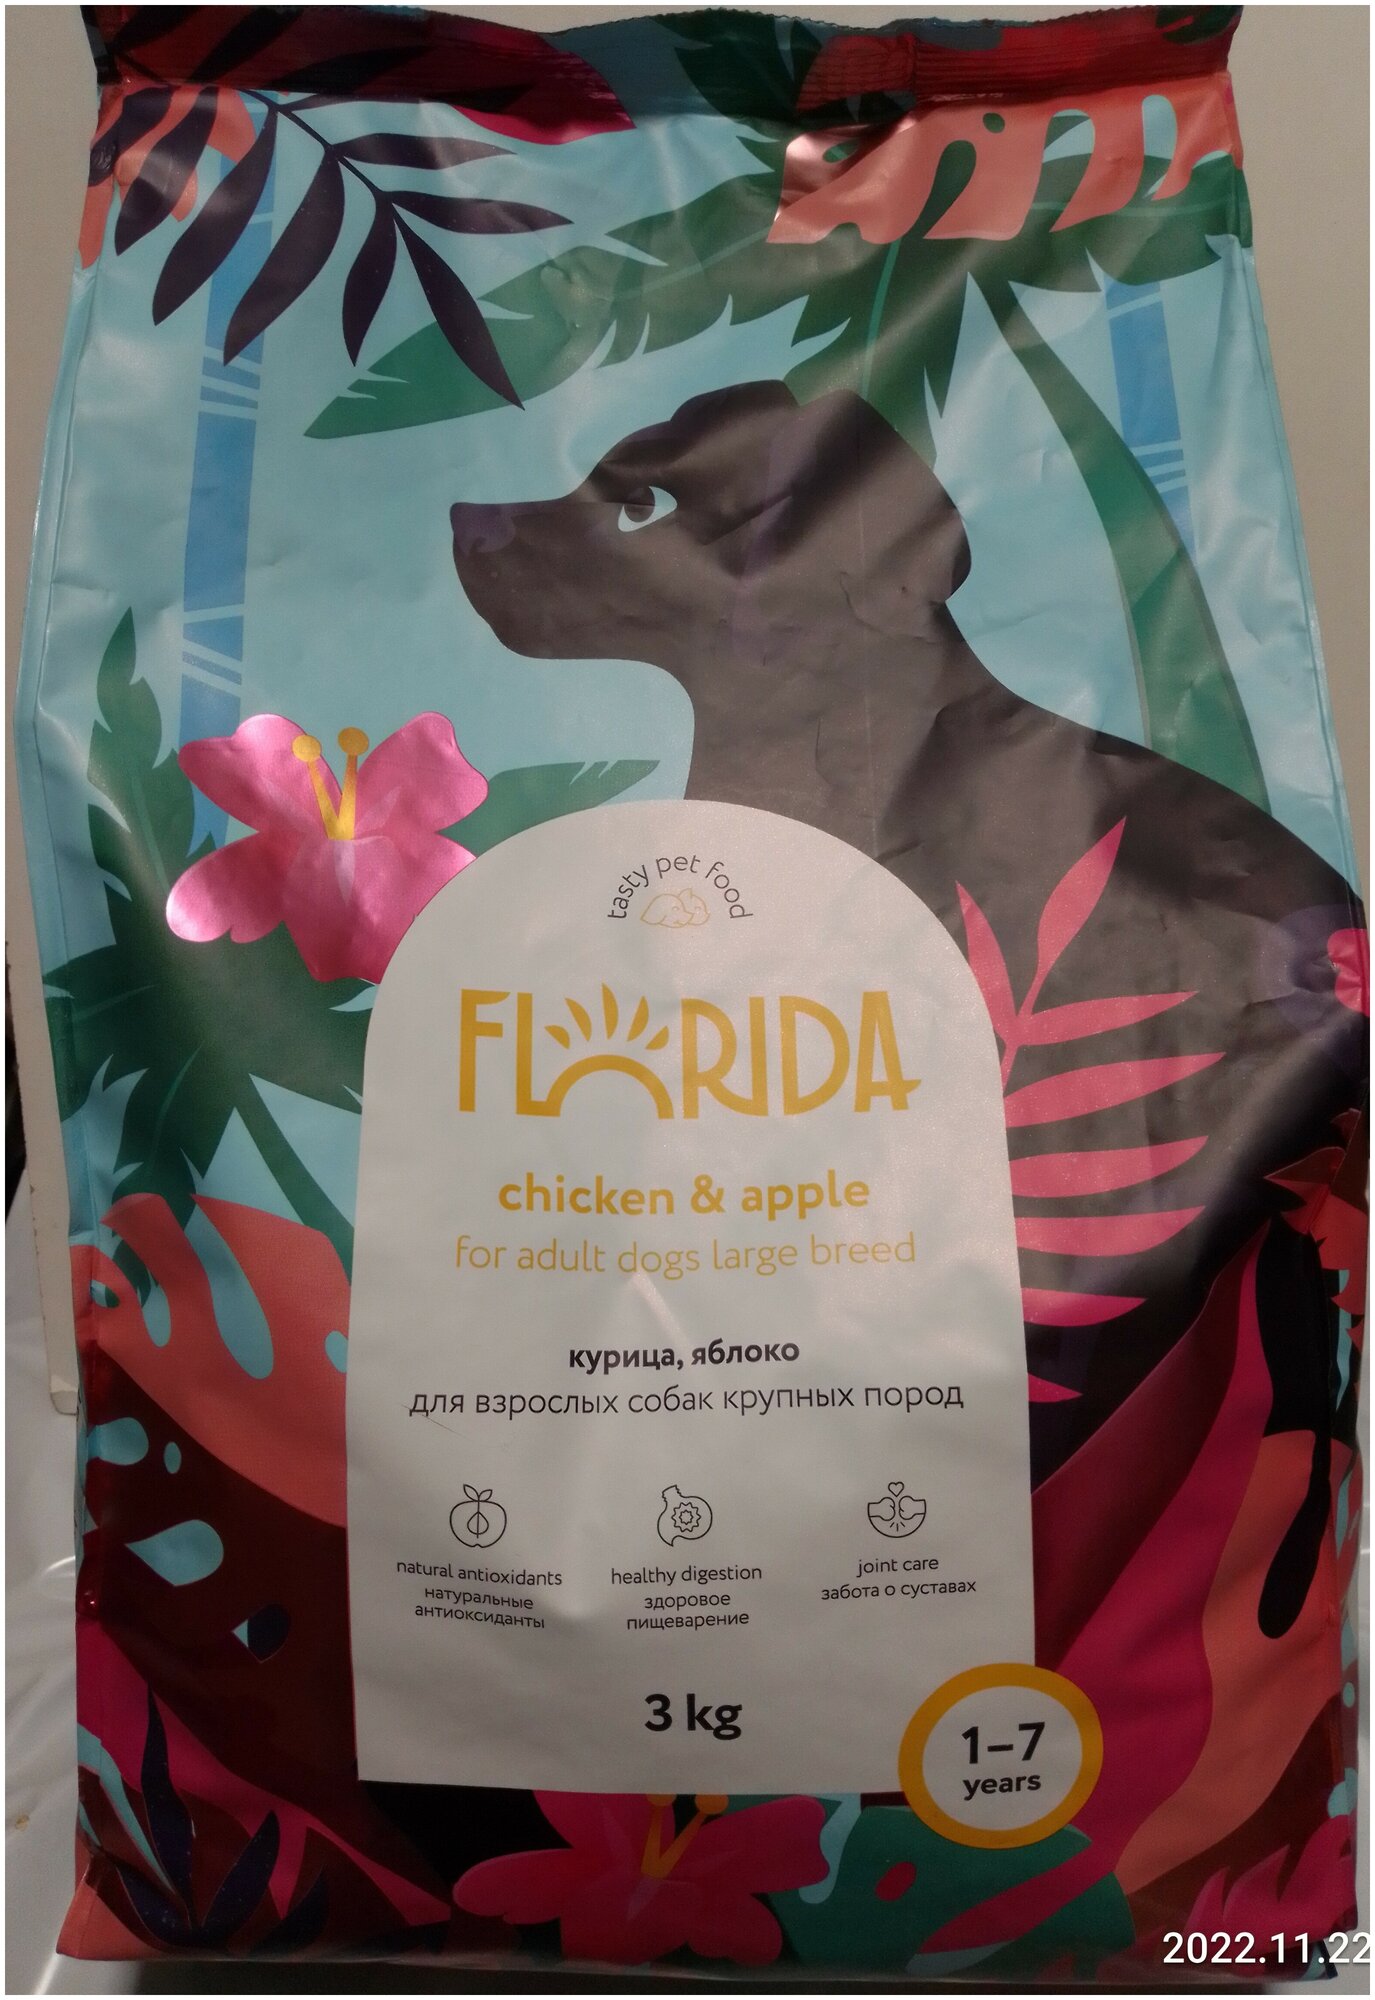 tasty pet food
FLORIDA
chicken & apple
for adult dogs large breed
курица, яблоко
для взрослых собак крупных пород
natural antioxidants
натуральные
антиоксиданты
healthy digestion
здоровое
пищеварение
joint care
забота о суставах
3 kg
1–7
years
2022.11.22